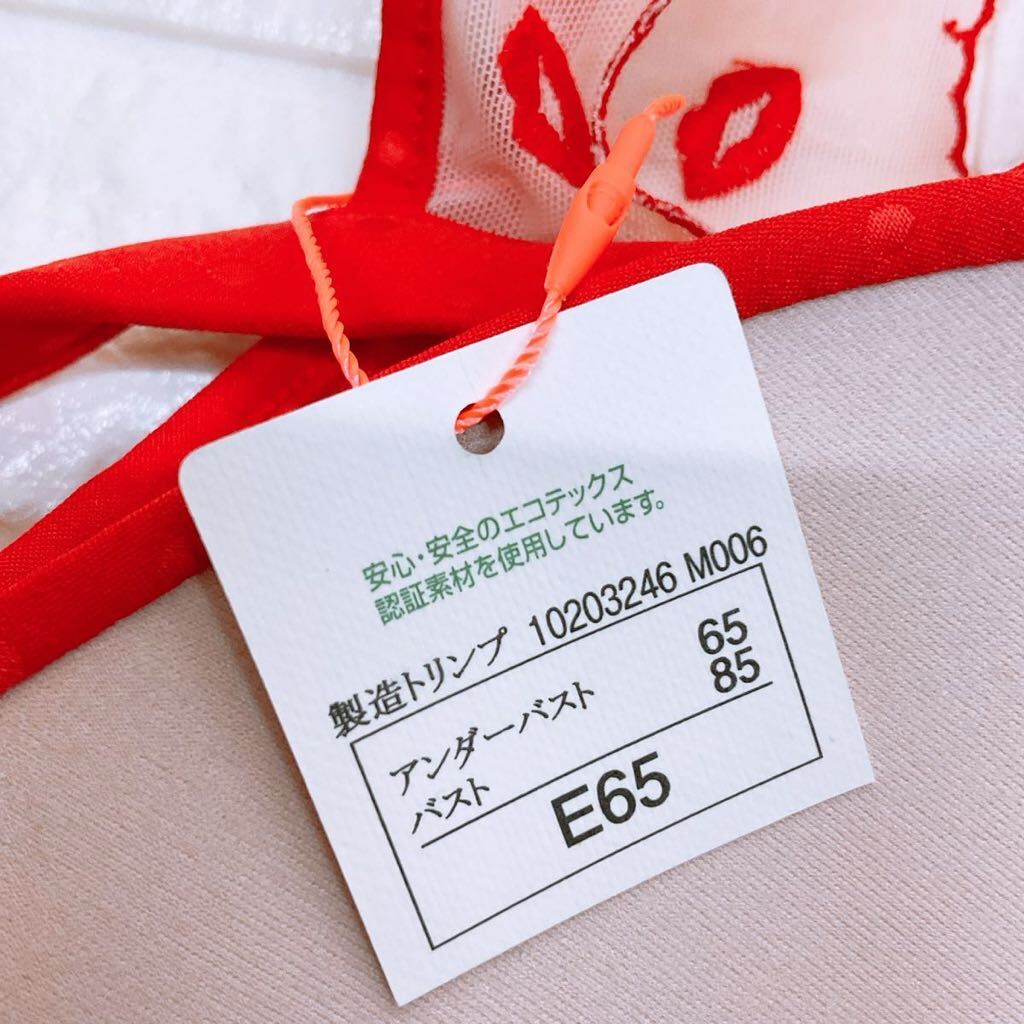 安心・安全のエコテックス
認証素材を使用しています。
製造トリンプ 10203246 M006
アンダーバスト 65
バスト 85
E65